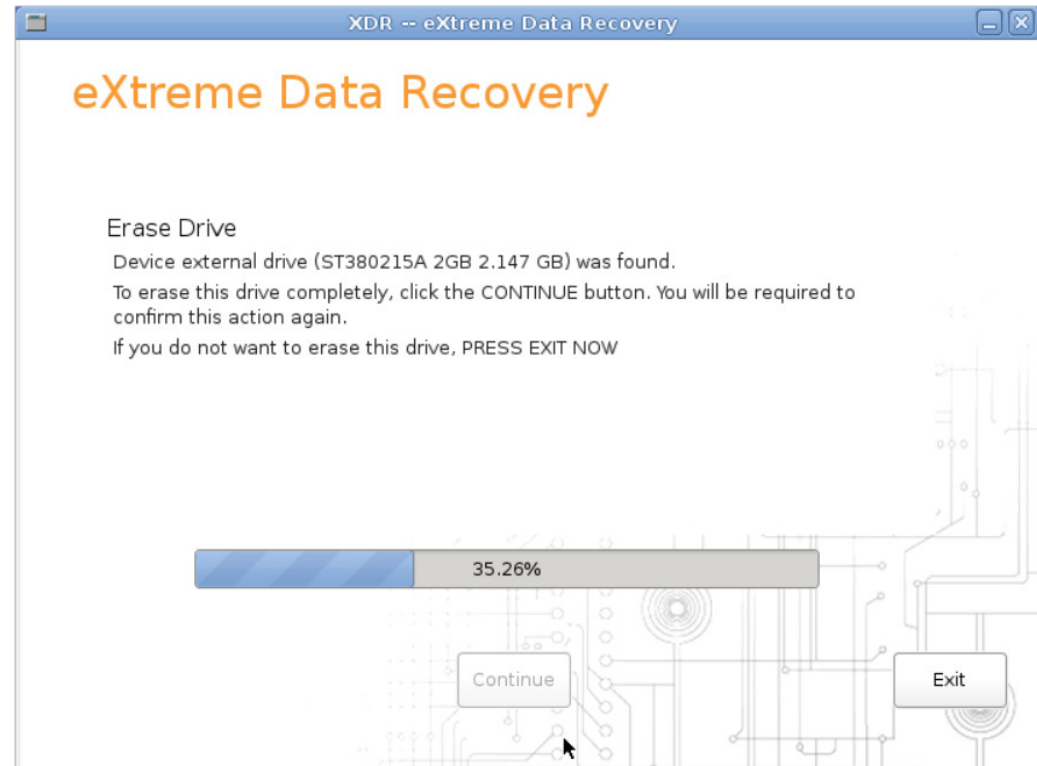 XDR -- eXtreme Data Recovery
eXtreme Data Recovery
Erase Drive
Device external drive (ST380215A 2GB 2.147 GB) was found.
To erase this drive completely, click the CONTINUE button. You will be required to
confirm this action again.
If you do not want to erase this drive, PRESS EXIT NOW
35.26%
Continue
Exit